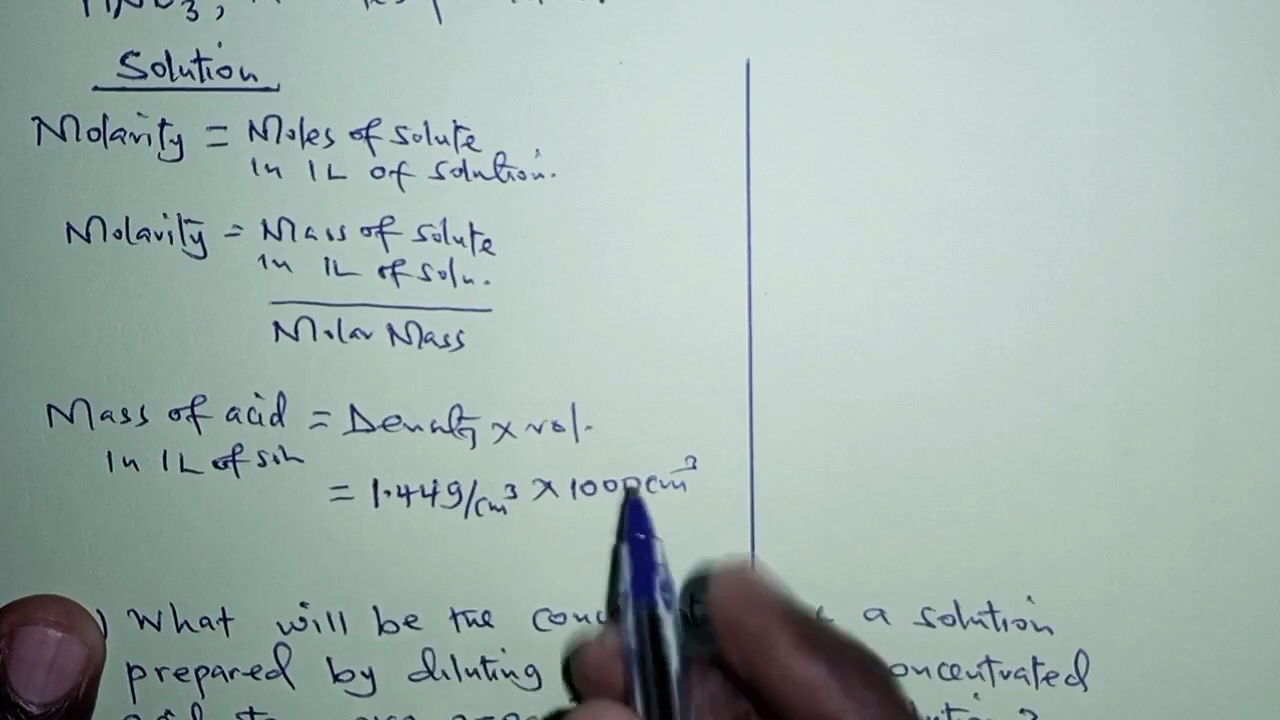 HNO3,
Solution
Molarity = Moles of solute
in 1L of solution.
Molarity = Mass of solute
in 1L of soln.
Molar Mass
Mass of acid = Density x vol.
in 1L of soln
= 1.44g/cm³ x 1000cm³
) What will be the a solution
prepared by diluting concentrated